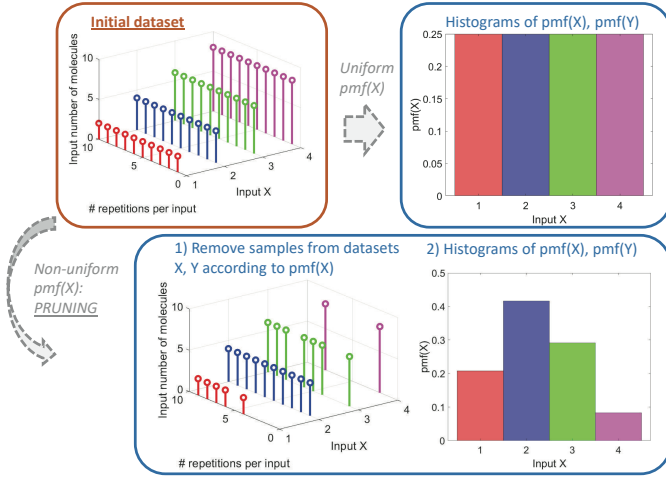 Initial dataset
10
5
0
Input number of molecules
10
5
0
1
2
3
4
Input X
# repetitions per input
Uniform
pmf(X)
Histograms of pmf(X), pmf(Y)
0.25
0.2
0.15
0.1
0.05
0
pmf(X)
1
2
3
4
Input X
Non-uniform
pmf(X):
PRUNING
1) Remove samples from datasets
X, Y according to pmf(X)
10
5
0
Input number of molecules
10
5
0
1
2
3
4
Input X
# repetitions per input
2) Histograms of pmf(X), pmf(Y)
0.5
0.4
0.3
0.2
0.1
0
pmf(X)
1
2
3
4
Input X